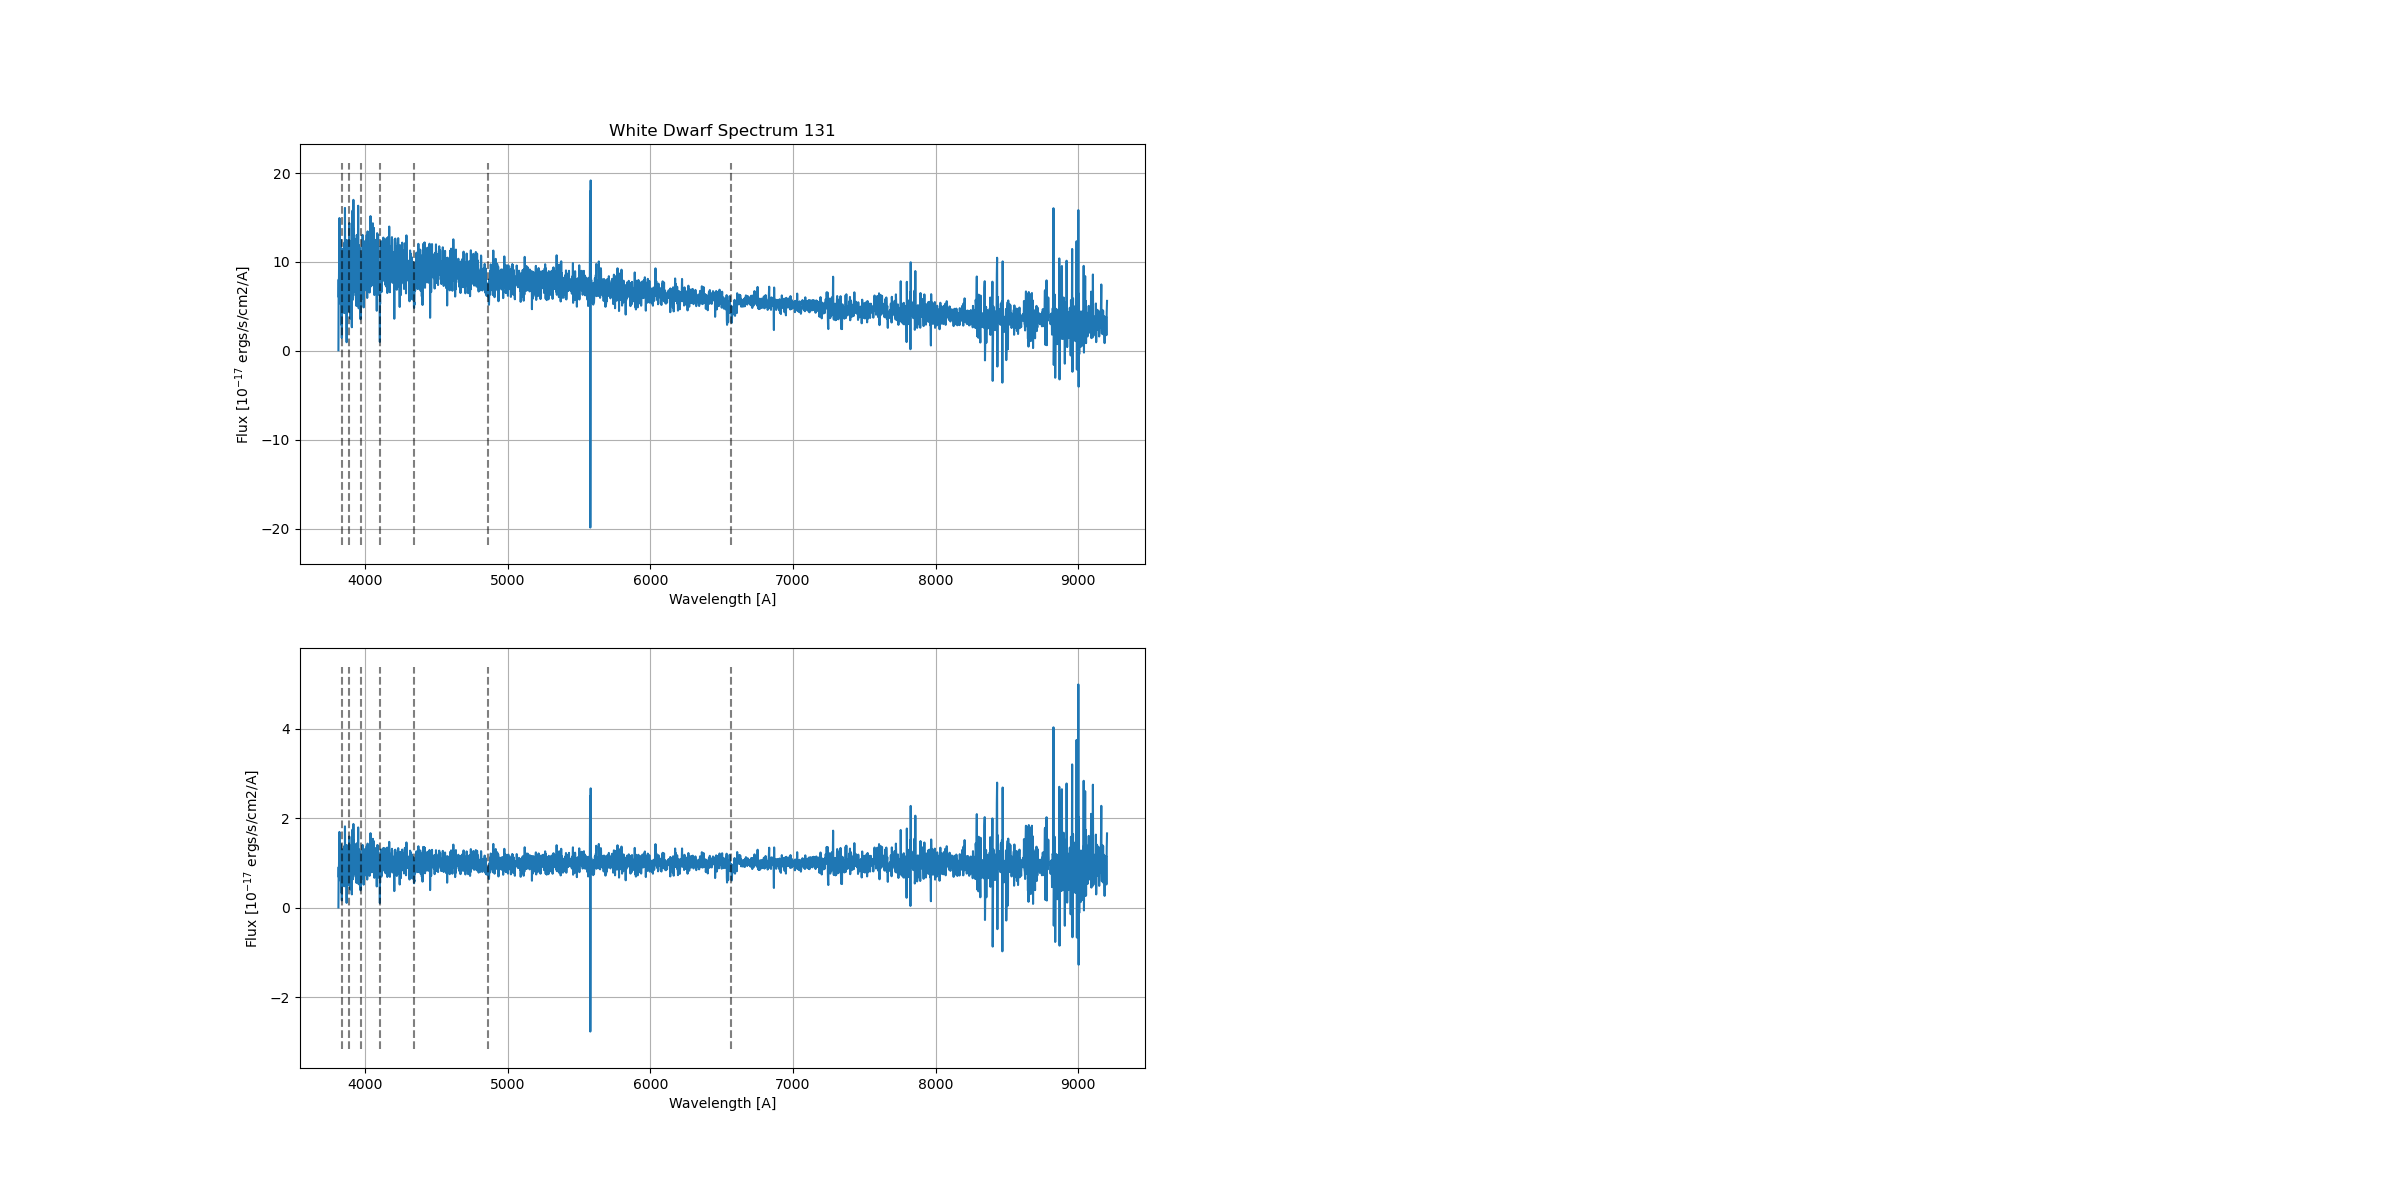 White Dwarf Spectrum 131
20
10
0
−10
−20
Flux [10⁻¹⁷ ergs/s/cm2/A]
4000 5000 6000 7000 8000 9000
Wavelength [A]
4
2
0
−2
Flux [10⁻¹⁷ ergs/s/cm2/A]
4000 5000 6000 7000 8000 9000
Wavelength [A]